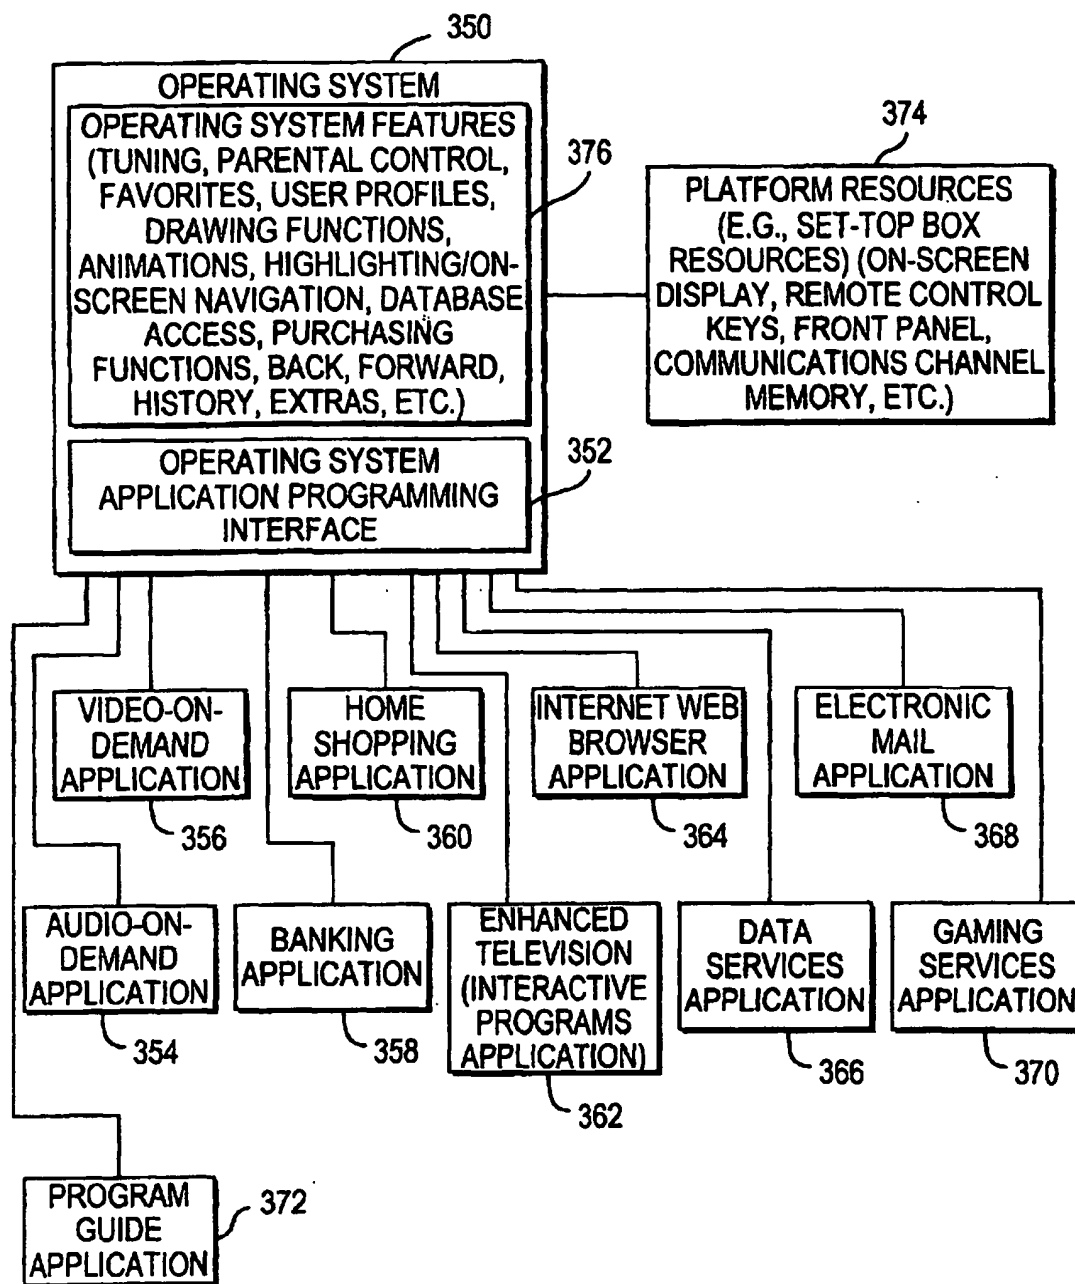 350
OPERATING SYSTEM
OPERATING SYSTEM FEATURES
(TUNING, PARENTAL CONTROL,
FAVORITES, USER PROFILES,
DRAWING FUNCTIONS,
ANIMATIONS, HIGHLIGHTING/ON-
SCREEN NAVIGATION, DATABASE
ACCESS, PURCHASING
FUNCTIONS, BACK, FORWARD,
HISTORY, EXTRAS, ETC.)
376
374
PLATFORM RESOURCES
(E.G., SET-TOP BOX
RESOURCES) (ON-SCREEN
DISPLAY, REMOTE CONTROL
KEYS, FRONT PANEL,
COMMUNICATIONS CHANNEL
MEMORY, ETC.)
352
OPERATING SYSTEM
APPLICATION PROGRAMMING
INTERFACE
VIDEO-ON-
DEMAND
APPLICATION
356
HOME
SHOPPING
APPLICATION
360
INTERNET WEB
BROWSER
APPLICATION
364
ELECTRONIC
MAIL
APPLICATION
368
AUDIO-ON-
DEMAND
APPLICATION
354
BANKING
APPLICATION
358
ENHANCED
TELEVISION
(INTERACTIVE
PROGRAMS
APPLICATION)
362
DATA
SERVICES
APPLICATION
366
GAMING
SERVICES
APPLICATION
370
PROGRAM
GUIDE
APPLICATION
372